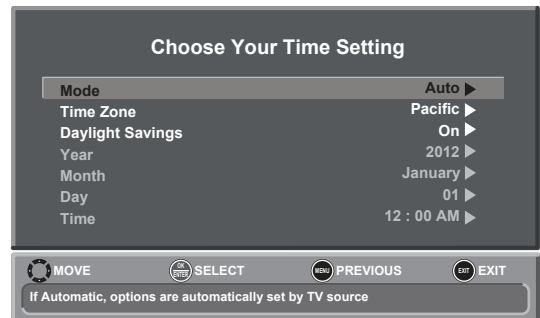 Choose Your Time Setting
Mode Auto
Time Zone Pacific
Daylight Savings On
Year 2012
Month January
Day 01
Time 12 : 00 AM
MOVE OK ENTER SELECT MENU PREVIOUS EXIT EXIT
If Automatic, options are automatically set by TV source